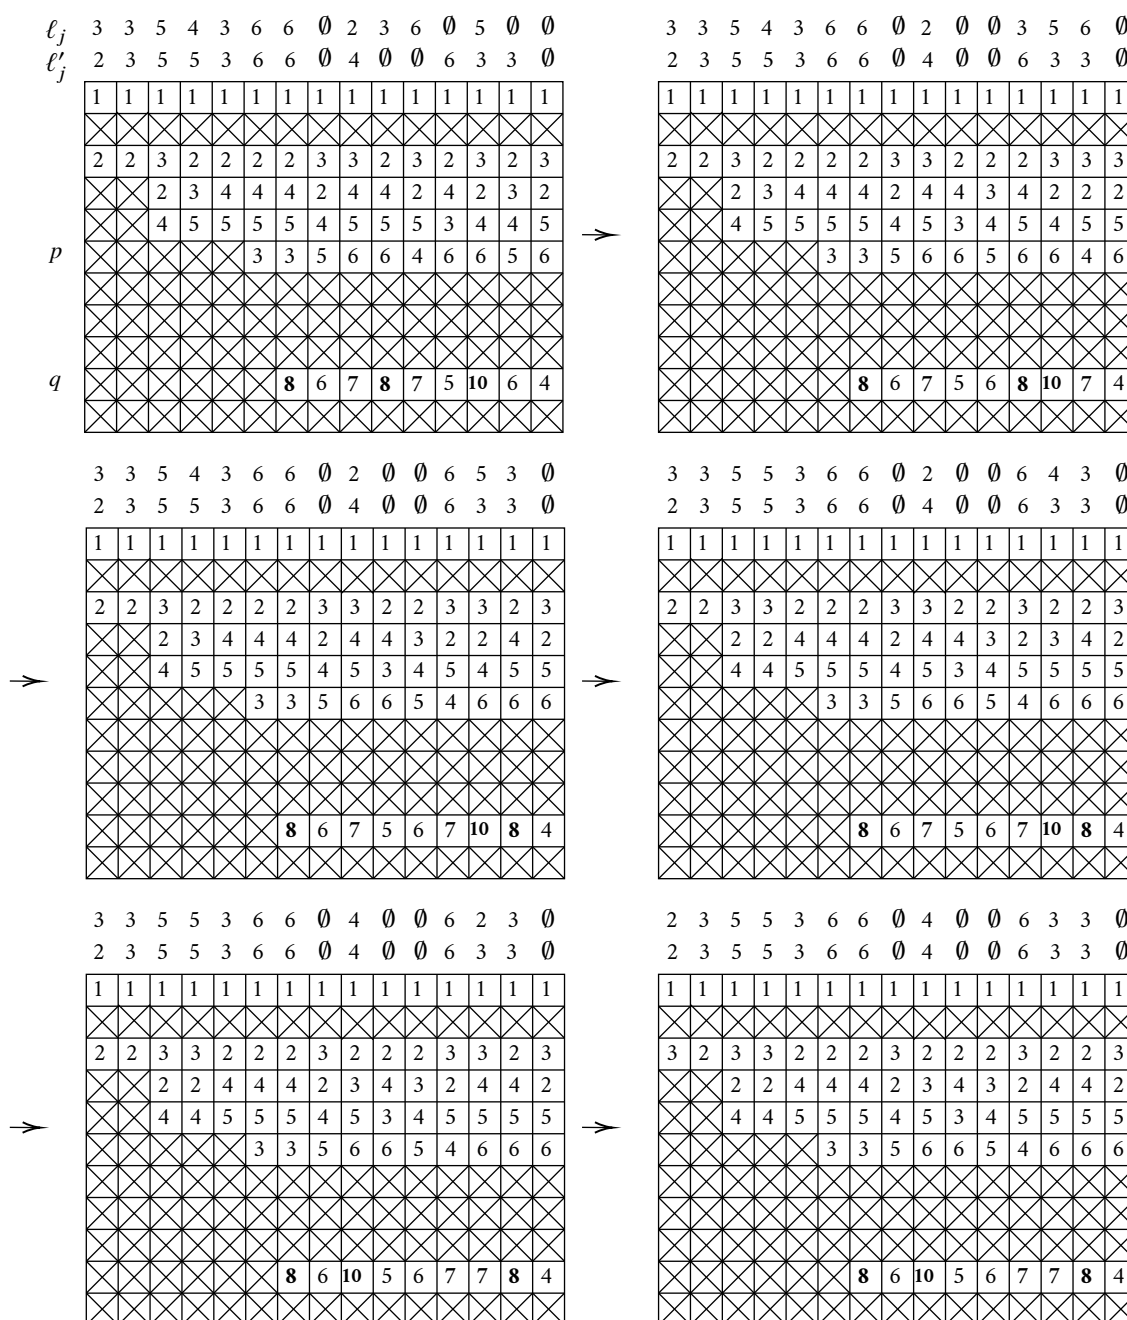 ℓ_j 3 3 5 4 3 6 6 ∅ 2 3 6 ∅ 5 ∅ ∅
ℓ′_j 2 3 5 5 3 6 6 ∅ 4 ∅ ∅ 6 3 3 ∅
1 1 1 1 1 1 1 1 1 1 1 1 1 1 1
2 2 3 2 2 2 2 3 3 2 3 2 3 2 3
2 3 4 4 4 2 4 4 2 4 2 3 2
4 5 5 5 5 4 5 5 5 3 4 4 5
p 3 3 5 6 6 4 6 6 5 6
q 8 6 7 8 7 5 10 6 4
3 3 5 4 3 6 6 ∅ 2 ∅ ∅ 3 5 6 ∅
2 3 5 5 3 6 6 ∅ 4 ∅ ∅ 6 3 3 ∅
1 1 1 1 1 1 1 1 1 1 1 1 1 1 1
2 2 3 2 2 2 2 3 3 2 2 2 3 3 3
2 3 4 4 4 2 4 4 3 4 2 2 2
4 5 5 5 5 4 5 3 4 5 4 5 5
3 3 5 6 6 5 6 6 4 6
8 6 7 5 6 8 10 7 4
3 3 5 4 3 6 6 ∅ 2 ∅ ∅ 6 5 3 ∅
2 3 5 5 3 6 6 ∅ 4 ∅ ∅ 6 3 3 ∅
1 1 1 1 1 1 1 1 1 1 1 1 1 1 1
2 2 3 2 2 2 2 3 3 2 2 3 3 2 3
2 3 4 4 4 2 4 4 3 2 2 4 2
4 5 5 5 5 4 5 3 4 5 4 5 5
3 3 5 6 6 5 4 6 6 6
8 6 7 5 6 7 10 8 4
3 3 5 5 3 6 6 ∅ 2 ∅ ∅ 6 4 3 ∅
2 3 5 5 3 6 6 ∅ 4 ∅ ∅ 6 3 3 ∅
1 1 1 1 1 1 1 1 1 1 1 1 1 1 1
2 2 3 3 2 2 2 3 3 2 2 3 2 2 3
2 2 4 4 4 2 4 4 3 2 3 4 2
4 4 5 5 5 4 5 3 4 5 5 5 5
3 3 5 6 6 5 4 6 6 6
8 6 7 5 6 7 10 8 4
3 3 5 5 3 6 6 ∅ 4 ∅ ∅ 6 2 3 ∅
2 3 5 5 3 6 6 ∅ 4 ∅ ∅ 6 3 3 ∅
1 1 1 1 1 1 1 1 1 1 1 1 1 1 1
2 2 3 3 2 2 2 3 2 2 2 3 3 2 3
2 2 4 4 4 2 3 4 3 2 4 4 2
4 4 5 5 5 4 5 3 4 5 5 5 5
3 3 5 6 6 5 4 6 6 6
8 6 10 5 6 7 7 8 4
2 3 5 5 3 6 6 ∅ 4 ∅ ∅ 6 3 3 ∅
2 3 5 5 3 6 6 ∅ 4 ∅ ∅ 6 3 3 ∅
1 1 1 1 1 1 1 1 1 1 1 1 1 1 1
3 2 3 3 2 2 2 3 2 2 2 3 2 2 3
2 2 4 4 4 2 3 4 3 2 4 4 2
4 4 5 5 5 4 5 3 4 5 5 5 5
3 3 5 6 6 5 4 6 6 6
8 6 10 5 6 7 7 8 4